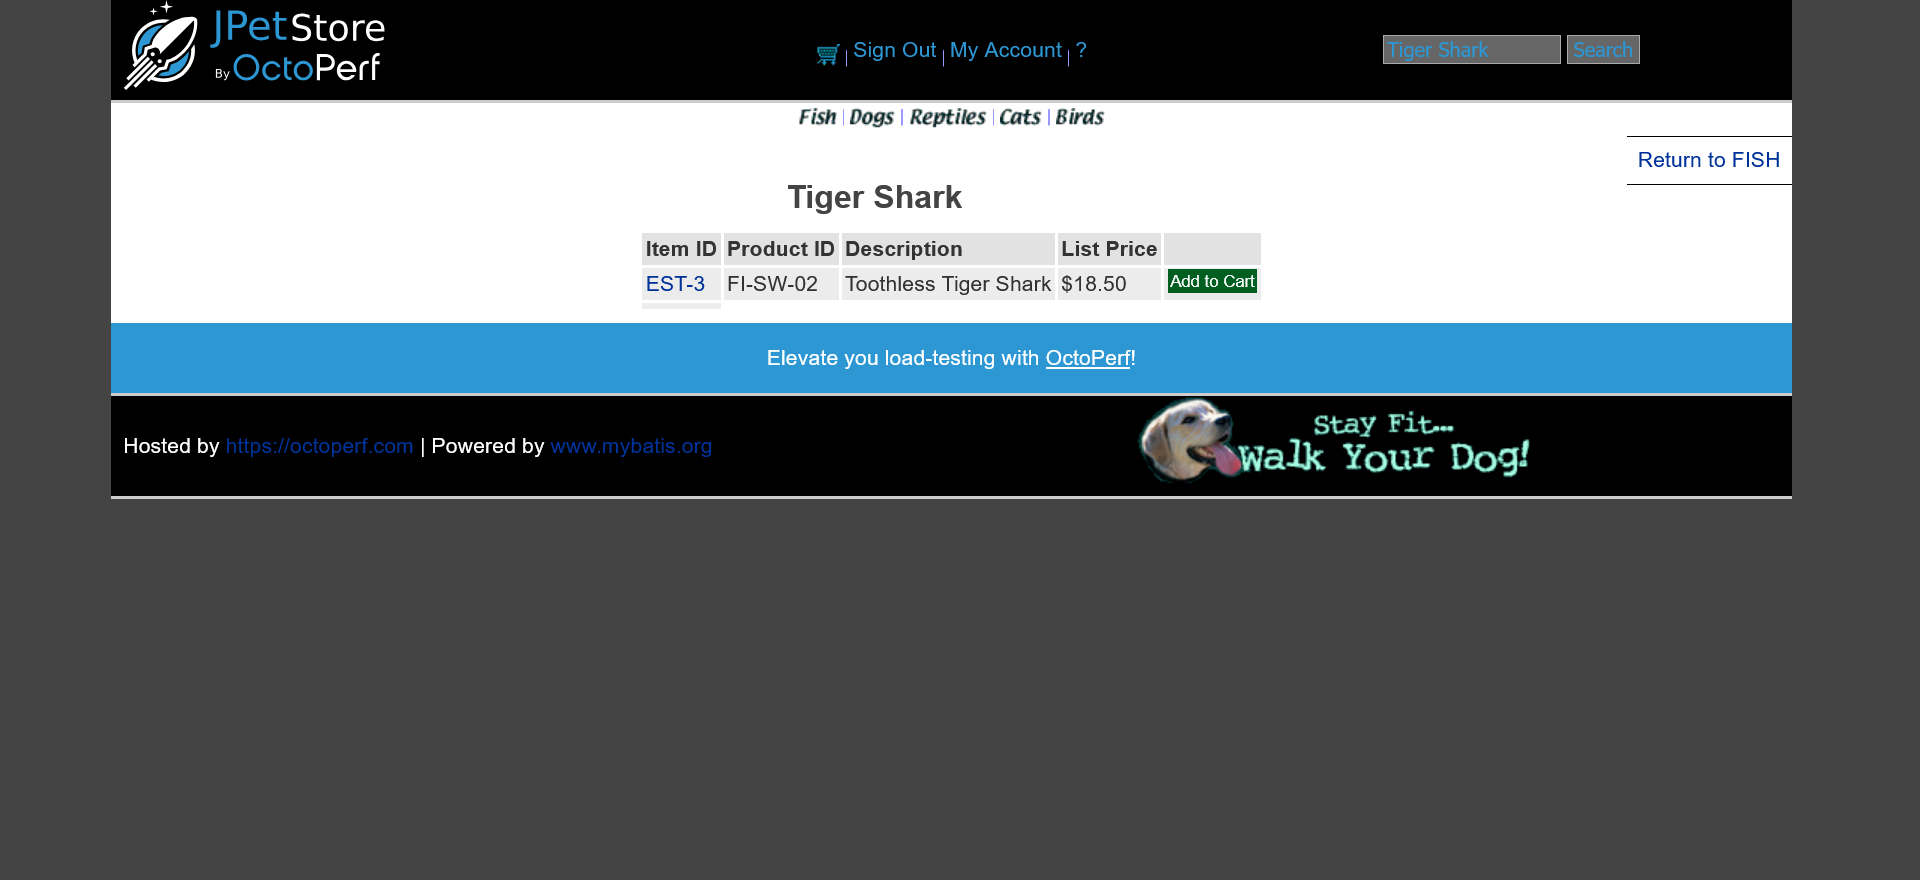 JPetStore
By OctoPerf
Sign Out My Account ?
Tiger Shark Search
Fish Dogs Reptiles Cats Birds
Return to FISH
Tiger Shark
Item ID Product ID Description List Price
EST-3 FI-SW-02 Toothless Tiger Shark $18.50 Add to Cart
Elevate you load-testing with OctoPerf!
Hosted by https://octoperf.com | Powered by www.mybatis.org
Stay Fit...
Walk Your Dog!